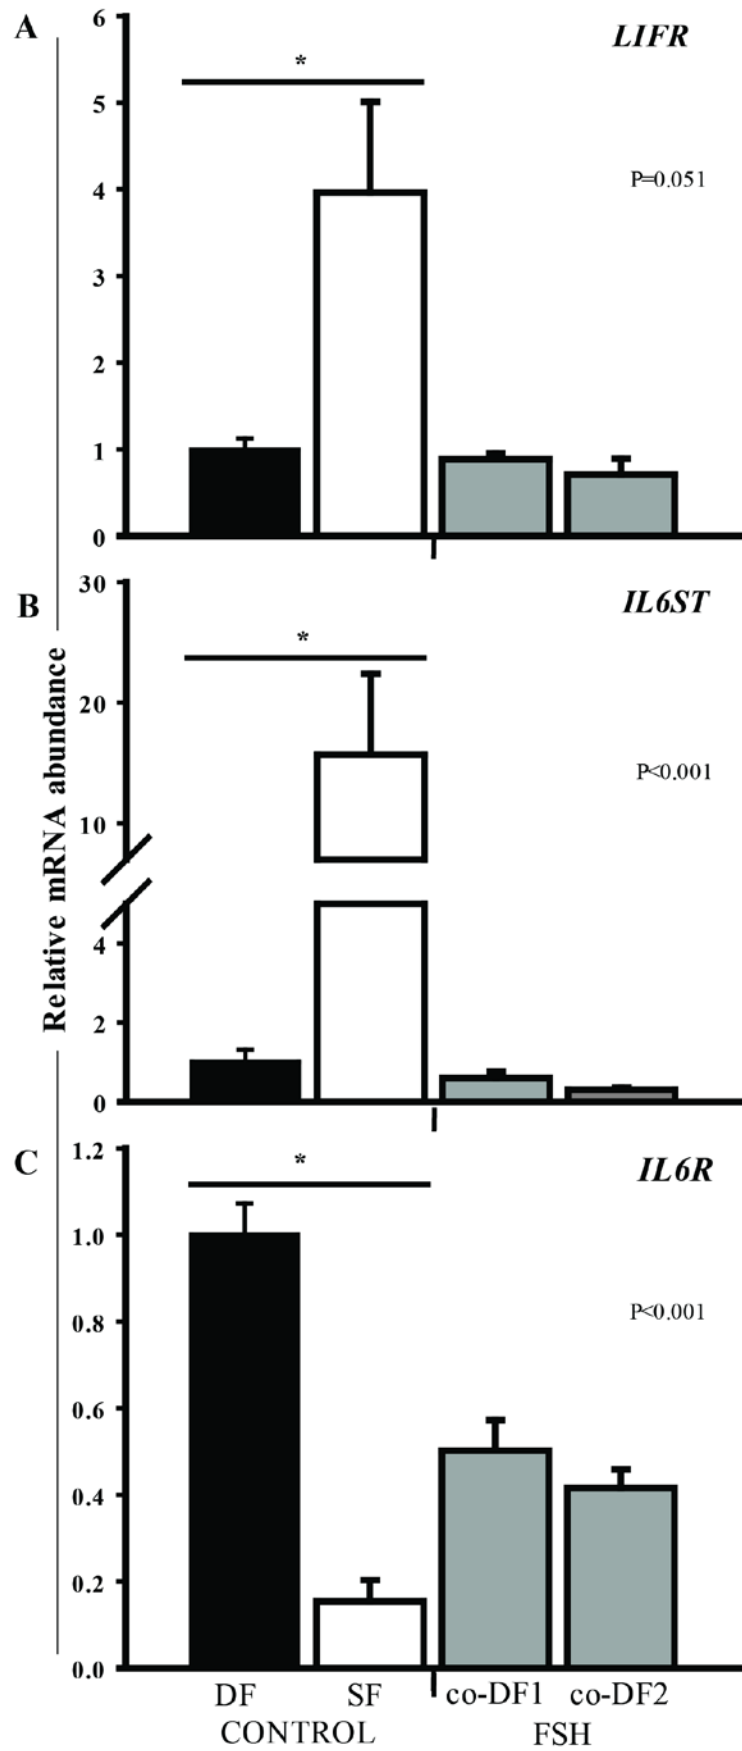 A
LIFR
6
5
4
3
2
1
0
*
P=0.051
B
IL6ST
30
20
10
4
2
0
*
P<0.001
Relative mRNA abundance
C
IL6R
1.2
1.0
0.8
0.6
0.4
0.2
0.0
*
P<0.001
DF SF co-DF1 co-DF2
CONTROL FSH